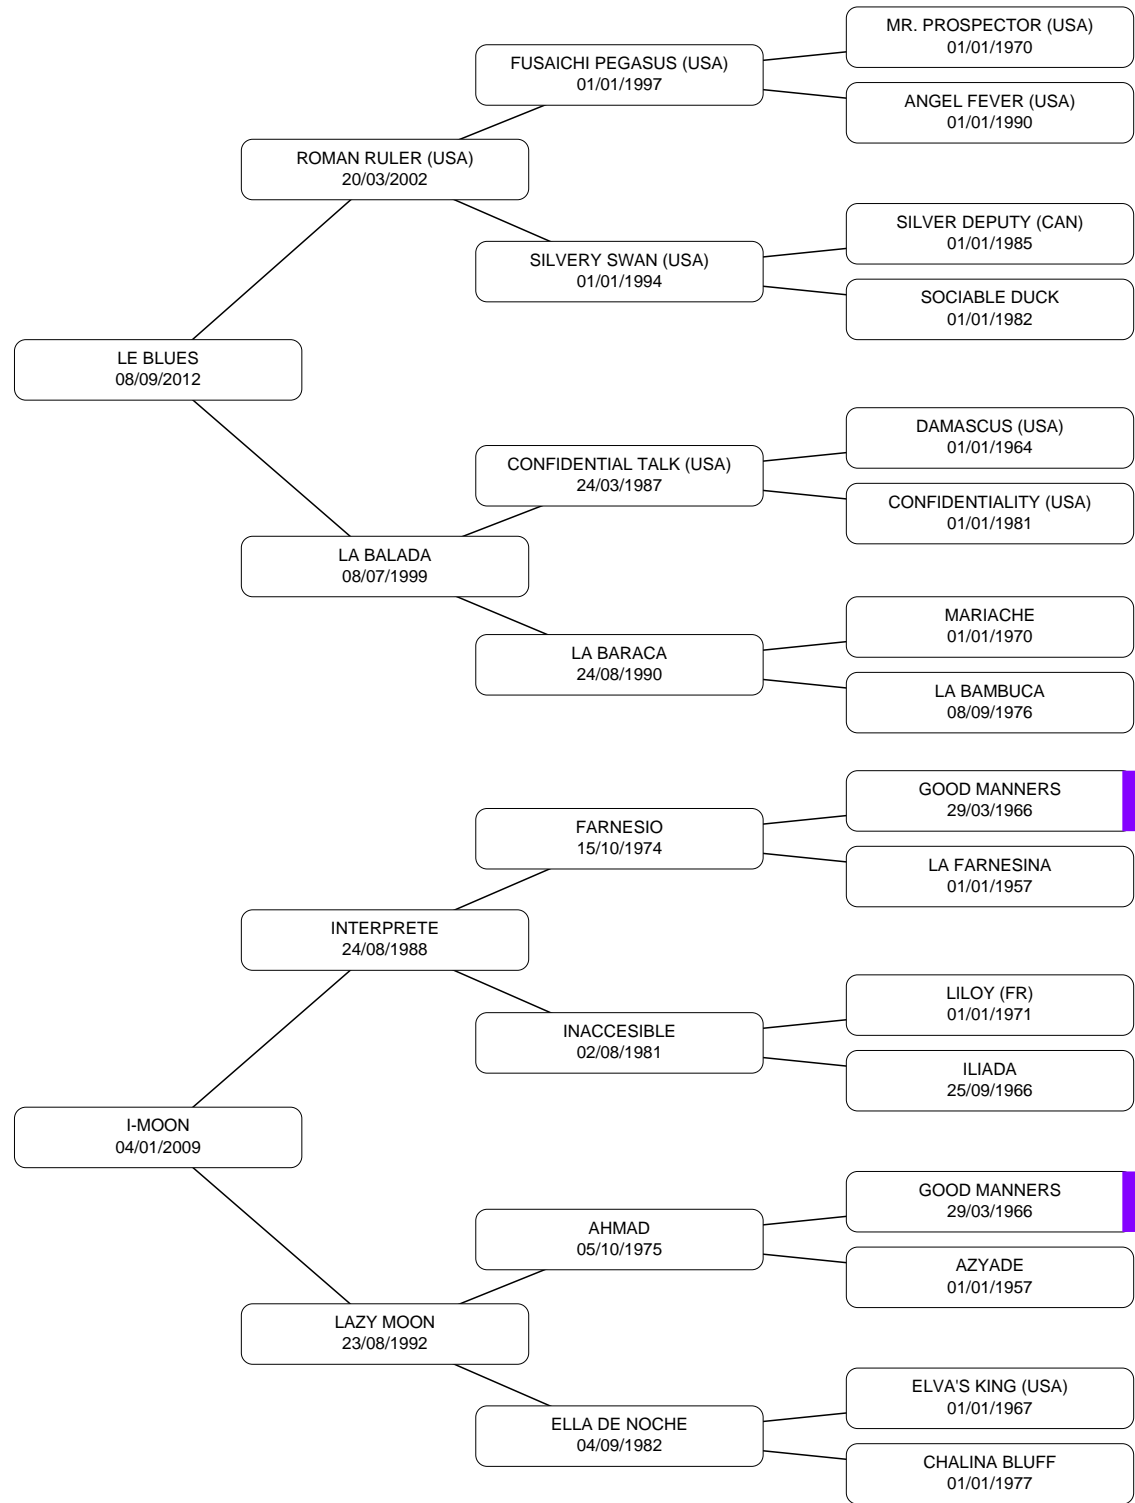 MR. PROSPECTOR (USA)
01/01/1970
FUSAICHI PEGASUS (USA)
01/01/1997
ANGEL FEVER (USA)
01/01/1990
ROMAN RULER (USA)
20/03/2002
SILVER DEPUTY (CAN)
01/01/1985
SILVERY SWAN (USA)
01/01/1994
SOCIABLE DUCK
01/01/1982
LE BLUES
08/09/2012
DAMASCUS (USA)
01/01/1964
CONFIDENTIAL TALK (USA)
24/03/1987
CONFIDENTIALITY (USA)
01/01/1981
LA BALADA
08/07/1999
MARIACHE
01/01/1970
LA BARACA
24/08/1990
LA BAMBUCA
08/09/1976
GOOD MANNERS
29/03/1966
FARNESIO
15/10/1974
LA FARNESINA
01/01/1957
INTERPRETE
24/08/1988
LILOY (FR)
01/01/1971
INACCESIBLE
02/08/1981
ILIADA
25/09/1966
I-MOON
04/01/2009
GOOD MANNERS
29/03/1966
AHMAD
05/10/1975
AZYADE
01/01/1957
LAZY MOON
23/08/1992
ELVA'S KING (USA)
01/01/1967
ELLA DE NOCHE
04/09/1982
CHALINA BLUFF
01/01/1977